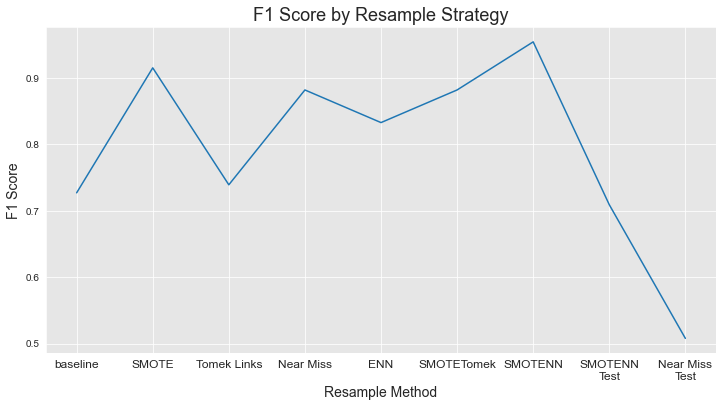 F1 Score by Resample Strategy
F1 Score
0.9
0.8
0.7
0.6
0.5
baseline SMOTE Tomek Links Near Miss ENN SMOTETomek SMOTENN SMOTENN Near Miss
Test Test
Resample Method